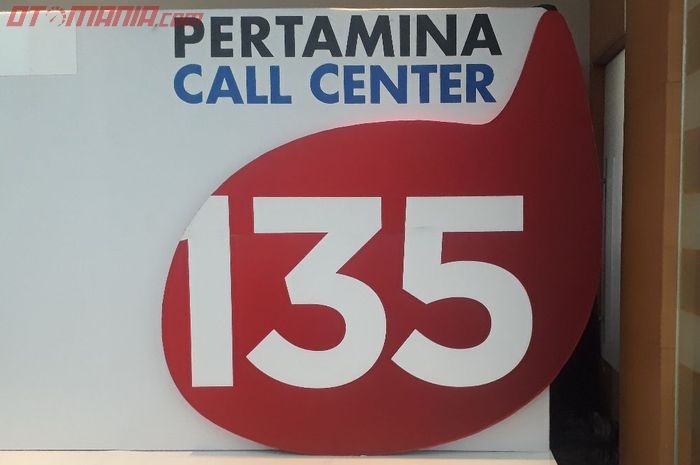 OTOMANIA.com
PERTAMINA
CALL CENTER
135